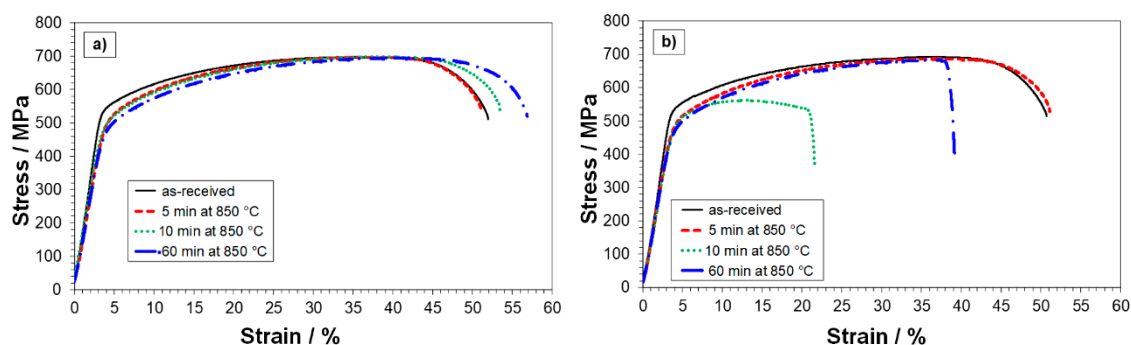 a)
Stress / MPa
800
700
600
500
400
300
200
100
0
as-received
5 min at 850 °C
10 min at 850 °C
60 min at 850 °C
0 5 10 15 20 25 30 35 40 45 50 55 60
Strain / %
b)
Stress / MPa
800
700
600
500
400
300
200
100
0
as-received
5 min at 850 °C
10 min at 850 °C
60 min at 850 °C
0 5 10 15 20 25 30 35 40 45 50 55 60
Strain / %